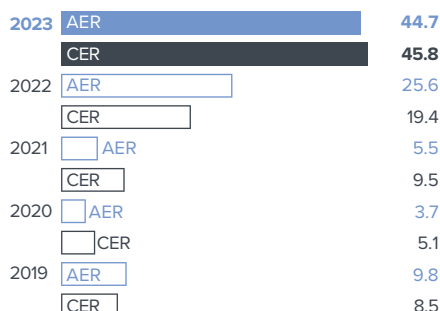 2023 AER 44.7
CER 45.8
2022 AER 25.6
CER 19.4
2021 AER 5.5
CER 9.5
2020 AER 3.7
CER 5.1
2019 AER 9.8
CER 8.5